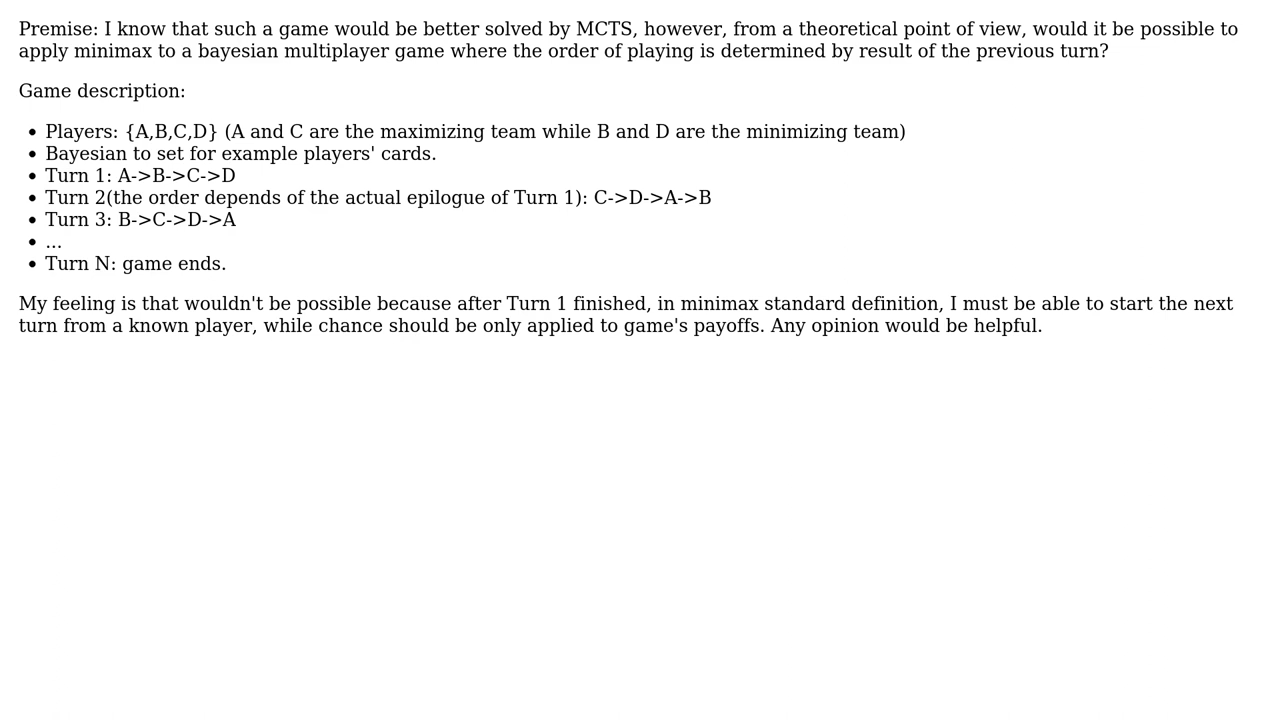 Premise: I know that such a game would be better solved by MCTS, however, from a theoretical point of view, would it be possible to
apply minimax to a bayesian multiplayer game where the order of playing is determined by result of the previous turn?
Game description:
• Players: {A,B,C,D} (A and C are the maximizing team while B and D are the minimizing team)
• Bayesian to set for example players' cards.
• Turn 1: A->B->C->D
• Turn 2(the order depends of the actual epilogue of Turn 1): C->D->A->B
• Turn 3: B->C->D->A
• ...
• Turn N: game ends.
My feeling is that wouldn't be possible because after Turn 1 finished, in minimax standard definition, I must be able to start the next
turn from a known player, while chance should be only applied to game's payoffs. Any opinion would be helpful.